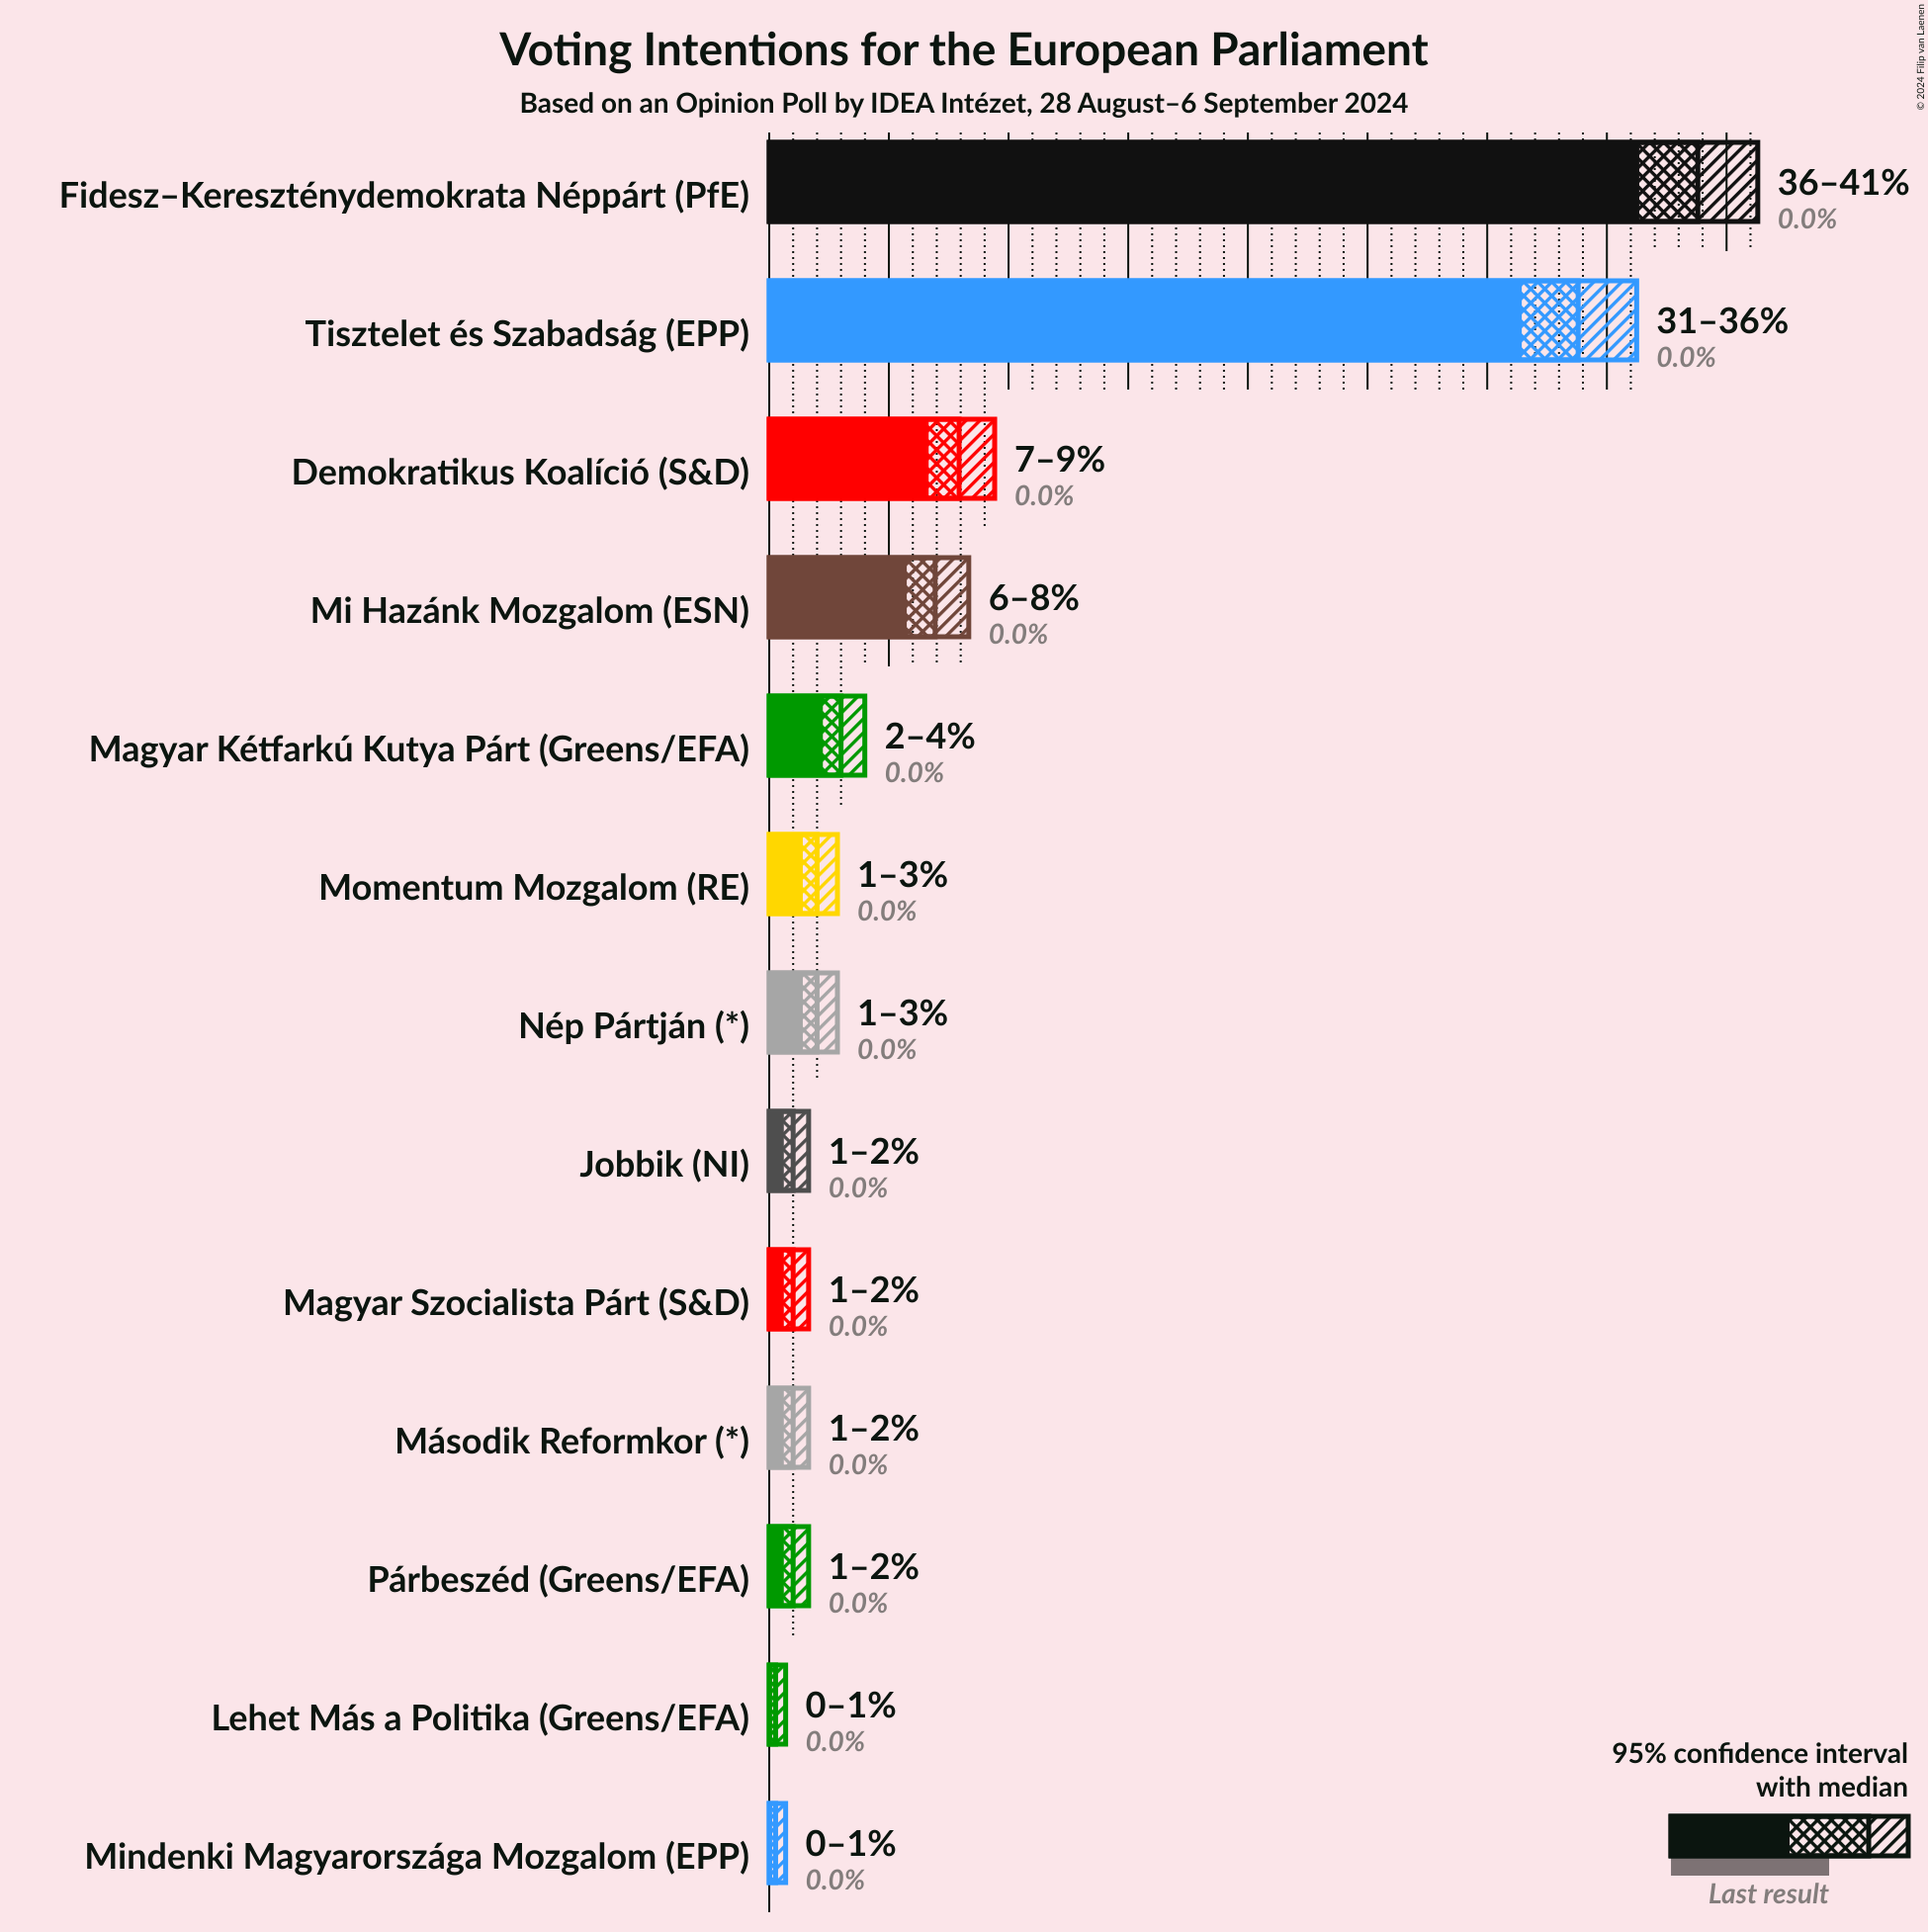 Voting Intentions for the European Parliament
Based on an Opinion Poll by IDEA Intézet, 28 August–6 September 2024
© 2024 Filip van Laenen
Fidesz–Kereszténydemokrata Néppárt (PfE)
36–41%
0.0%
Tisztelet és Szabadság (EPP)
31–36%
0.0%
Demokratikus Koalíció (S&D)
7–9%
0.0%
Mi Hazánk Mozgalom (ESN)
6–8%
0.0%
Magyar Kétfarkú Kutya Párt (Greens/EFA)
2–4%
0.0%
Momentum Mozgalom (RE)
1–3%
0.0%
Nép Pártján (*)
1–3%
0.0%
Jobbik (NI)
1–2%
0.0%
Magyar Szocialista Párt (S&D)
1–2%
0.0%
Második Reformkor (*)
1–2%
0.0%
Párbeszéd (Greens/EFA)
1–2%
0.0%
Lehet Más a Politika (Greens/EFA)
0–1%
0.0%
Mindenki Magyarországa Mozgalom (EPP)
0–1%
0.0%
95% confidence interval
with median
Last result